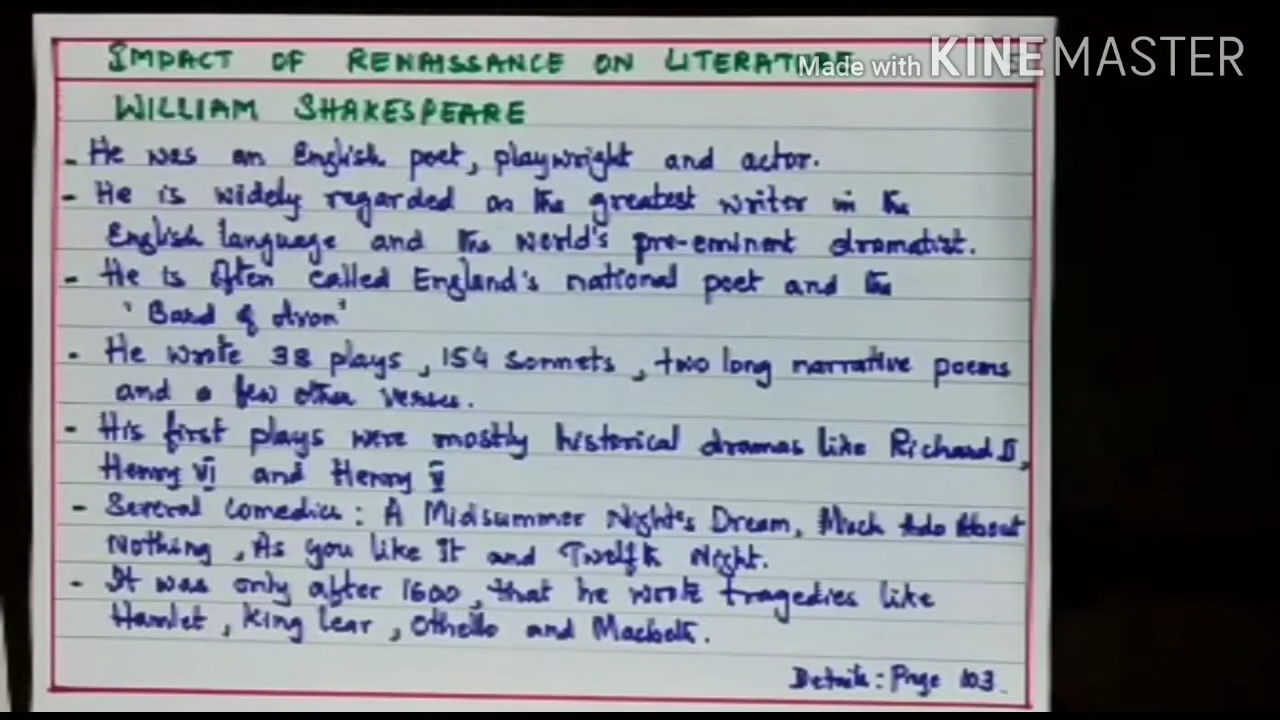 IMPACT OF RENAISSANCE ON LITERATURE
Made with KINEMASTER
WILLIAM SHAKESPEARE
- He was an English poet, playwright and actor.
- He is widely regarded as the greatest writer in the
English language and the world's pre-eminent dramatist.
- He is often called England's national poet and the
'Bard of Avon'
- He wrote 38 plays, 154 sonnets, two long narrative poems
and a few other verses.
- His first plays were mostly historical dramas like Richard II,
Henry VI and Henry V
- Several comedies: A Midsummer Night's Dream, Much Ado About
Nothing, As you like It and Twelfth Night.
- It was only after 1600, that he wrote tragedies like
Hamlet, King Lear, Othello and Macbeth.
Details: Page 103